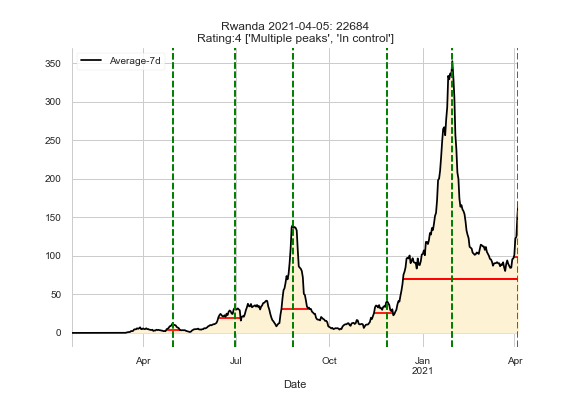 Rwanda 2021-04-05: 22684
Rating:4 ['Multiple peaks', 'In control']
Average-7d
350
300
250
200
150
100
50
0
Apr
Jul
Oct
Jan
2021
Apr
Date